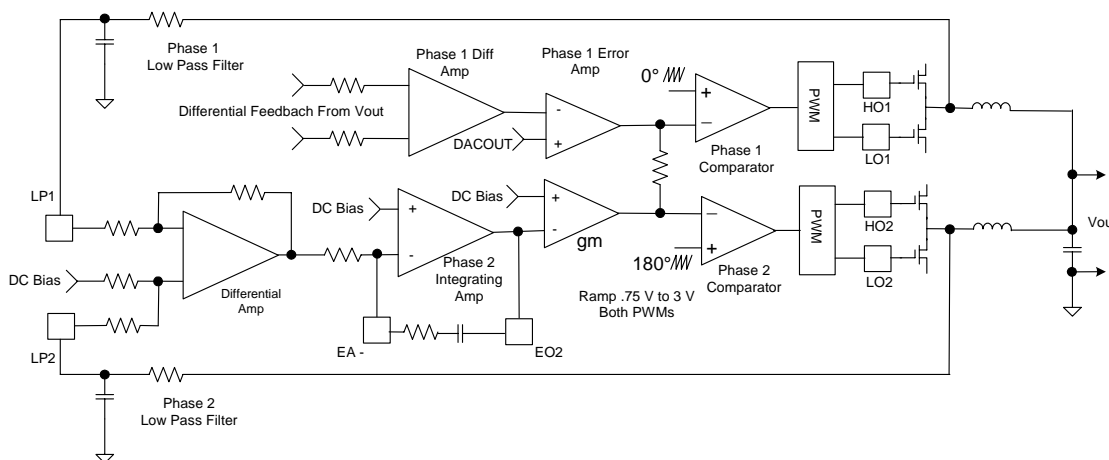 Phase 1
Low Pass Filter
Phase 1 Diff
Amp
Phase 1 Error
Amp
0°
Differential Feedbach From Vout
-
+
DACOUT
+
–
Phase 1
Comparator
PWM
HO1
LO1
LP1
DC Bias
LP2
Differential
Amp
DC Bias
+
-
Phase 2
Integrating
Amp
EA -
EO2
DC Bias
+
-
gm
180°
–
+
Phase 2
Comparator
Ramp .75 V to 3 V
Both PWMs
PWM
HO2
LO2
Vou
Phase 2
Low Pass Filter